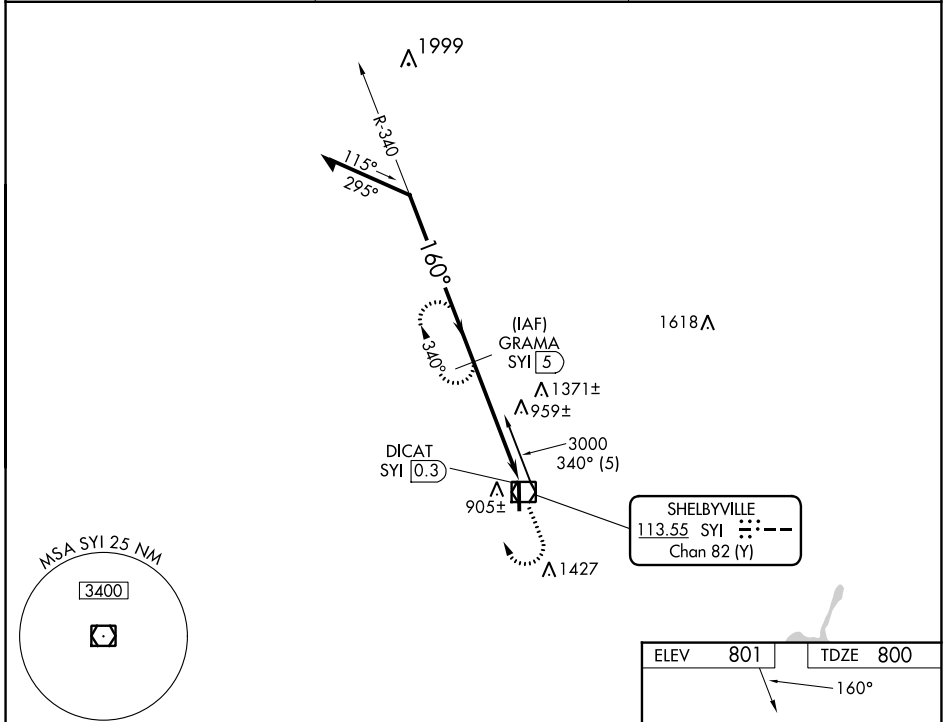 1999
R-340
115°
295°
160°
340°
(IAF)
GRAMA
SYI 5
1618
1371±
959±
3000
340° (5)
DICAT
SYI 0.3
905±
SHELBYVILLE
113.55 SYI
Chan 82 (Y)
1427
MSA SYI 25 NM
3400
ELEV 801 TDZE 800
160°